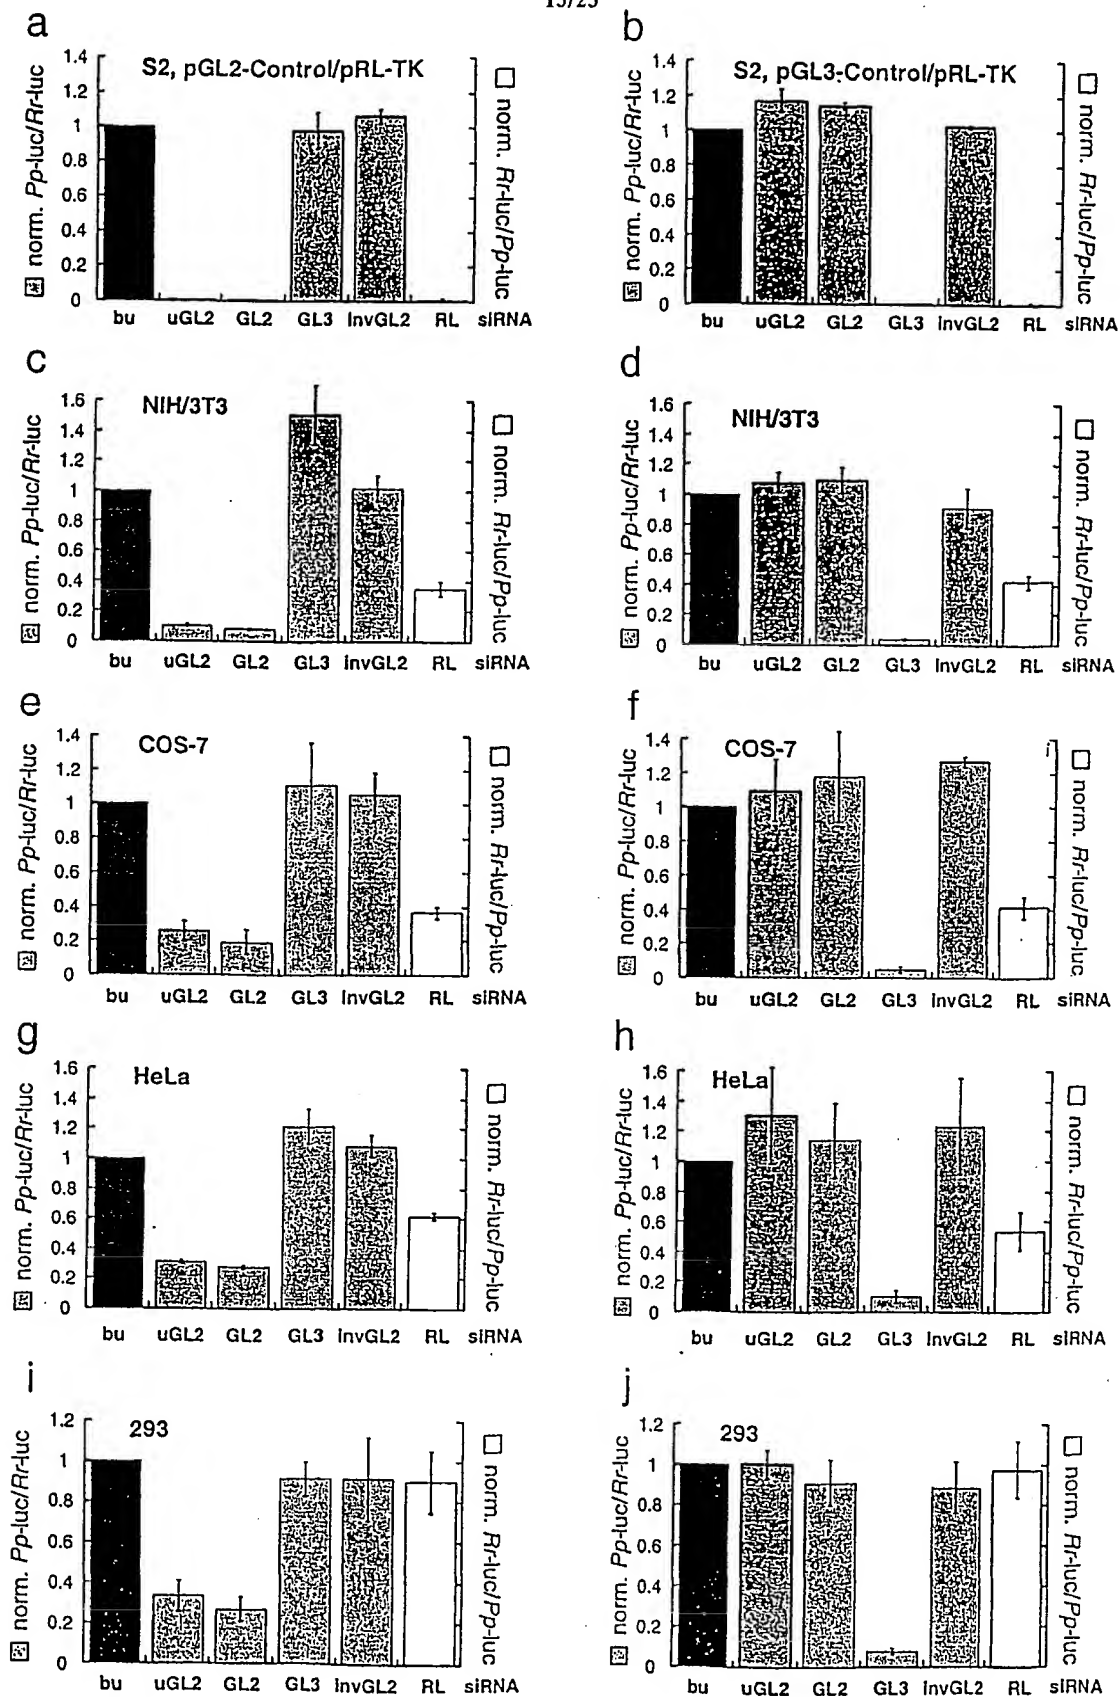 15/23
a
S2, pGL2-Control/pRL-TK
norm. Pp-luc/Rr-luc
1.4
1.2
1
0.8
0.6
0.4
0.2
0
norm. Rr-luc/Pp-luc
bu uGL2 GL2 GL3 invGL2 RL siRNA
b
S2, pGL3-Control/pRL-TK
norm. Pp-luc/Rr-luc
1.4
1.2
1
0.8
0.6
0.4
0.2
0
norm. Rr-luc/Pp-luc
bu uGL2 GL2 GL3 invGL2 RL siRNA
c
NIH/3T3
norm. Pp-luc/Rr-luc
1.6
1.4
1.2
1
0.8
0.6
0.4
0.2
0
norm. Rr-luc/Pp-luc
bu uGL2 GL2 GL3 invGL2 RL siRNA
d
NIH/3T3
norm. Pp-luc/Rr-luc
1.6
1.4
1.2
1
0.8
0.6
0.4
0.2
0
norm. Rr-luc/Pp-luc
bu uGL2 GL2 GL3 invGL2 RL siRNA
e
COS-7
norm. Pp-luc/Rr-luc
1.4
1.2
1
0.8
0.6
0.4
0.2
0
norm. Rr-luc/Pp-luc
bu uGL2 GL2 GL3 invGL2 RL siRNA
f
COS-7
norm. Pp-luc/Rr-luc
1.4
1.2
1
0.8
0.6
0.4
0.2
0
norm. Rr-luc/Pp-luc
bu uGL2 GL2 GL3 invGL2 RL siRNA
g
HeLa
norm. Pp-luc/Rr-luc
1.6
1.4
1.2
1
0.8
0.6
0.4
0.2
0
norm. Rr-luc/Pp-luc
bu uGL2 GL2 GL3 invGL2 RL siRNA
h
HeLa
norm. Pp-luc/Rr-luc
1.6
1.4
1.2
1
0.8
0.6
0.4
0.2
0
norm. Rr-luc/Pp-luc
bu uGL2 GL2 GL3 invGL2 RL siRNA
i
293
norm. Pp-luc/Rr-luc
1.2
1
0.8
0.6
0.4
0.2
0
norm. Rr-luc/Pp-luc
bu uGL2 GL2 GL3 invGL2 RL siRNA
j
293
norm. Pp-luc/Rr-luc
1.2
1
0.8
0.6
0.4
0.2
0
norm. Rr-luc/Pp-luc
bu uGL2 GL2 GL3 invGL2 RL siRNA